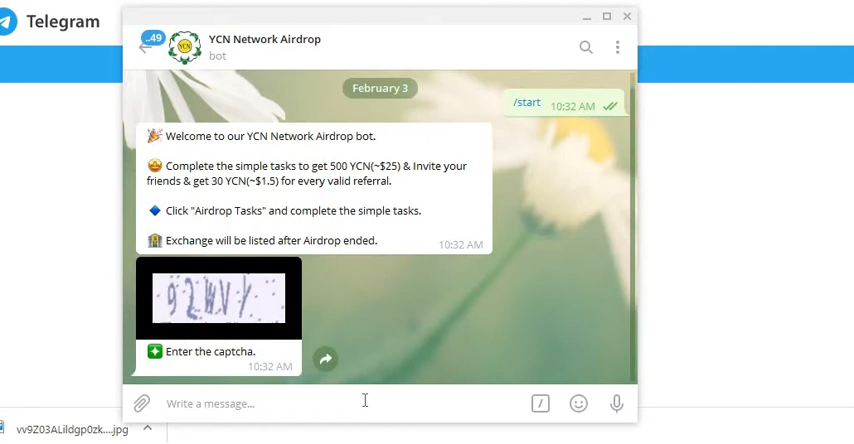 Telegram
..49
YCN Network Airdrop
bot
February 3
/start 10:32 AM
🎉 Welcome to our YCN Network Airdrop bot.
🤩 Complete the simple tasks to get 500 YCN(~$25) & Invite your
friends & get 30 YCN(~$1.5) for every valid referral.
🔹 Click "Airdrop Tasks" and complete the simple tasks.
🏦 Exchange will be listed after Airdrop ended.
10:32 AM
Enter the captcha.
10:32 AM
Write a message...
vv9Z03ALildgp0zk....jpg